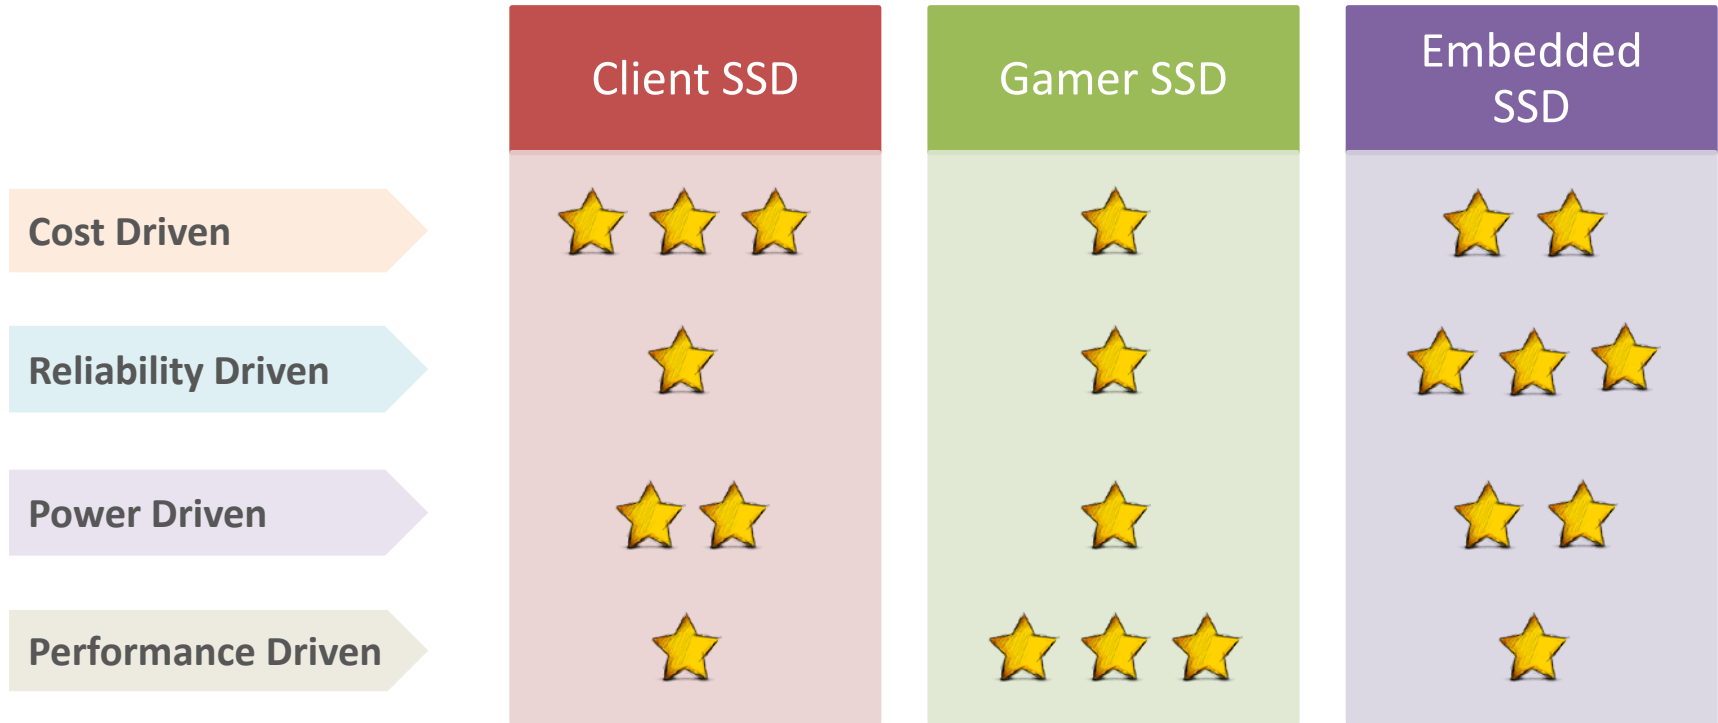 Client SSD
Gamer SSD
Embedded
SSD
Cost Driven
Reliability Driven
Power Driven
Performance Driven